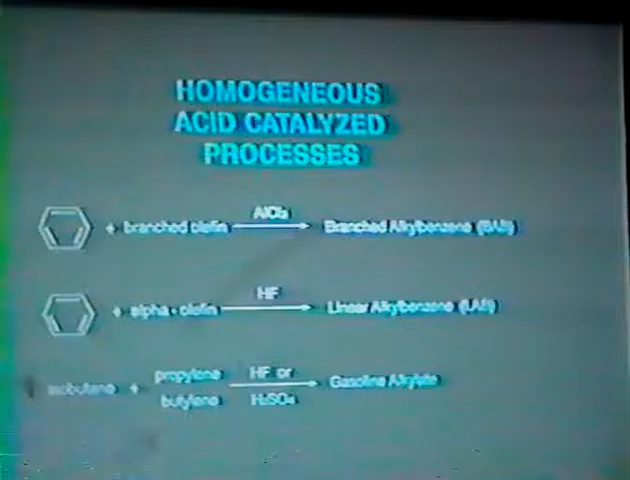 HOMOGENEOUS
ACID CATALYZED
PROCESSES
+ branched olefin AlCl₃ Branched Alkylbenzene (BAB)
+ alpha-olefin HF Linear Alkylbenzene (LAB)
isobutane + propylene butylene HF or H₂SO₄ Gasoline Alkylate